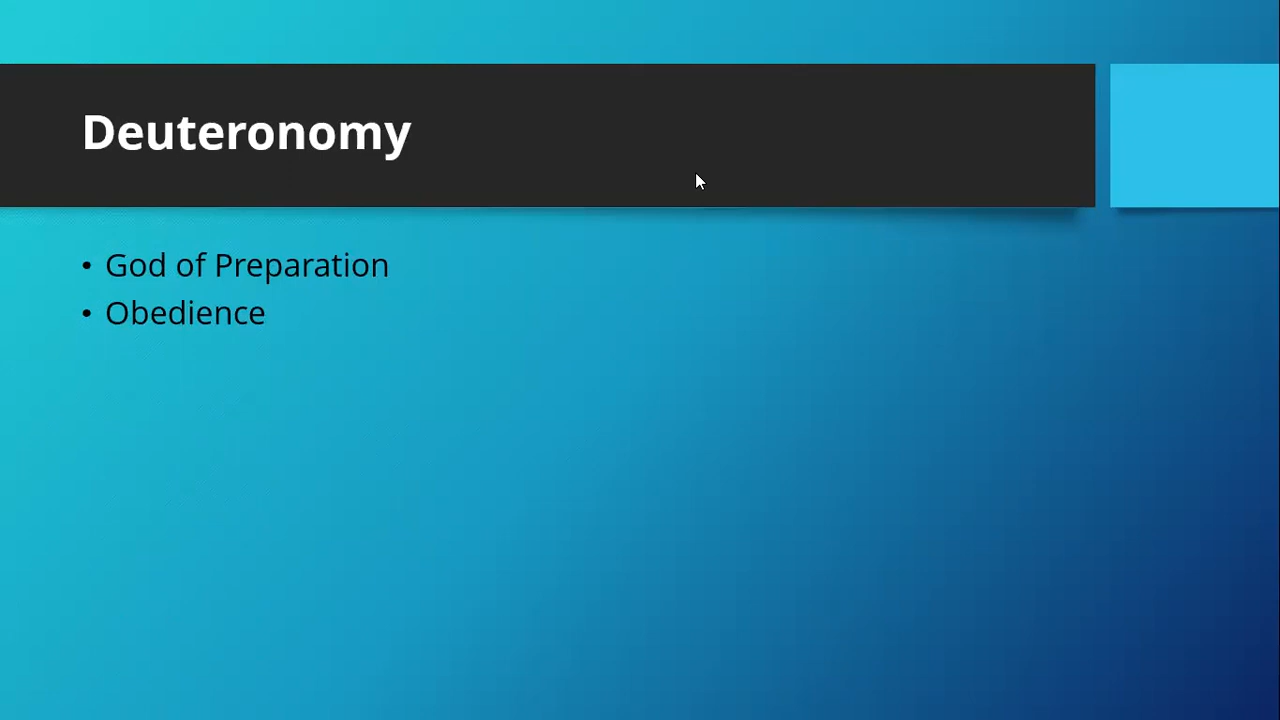 Deuteronomy
• God of Preparation
• Obedience